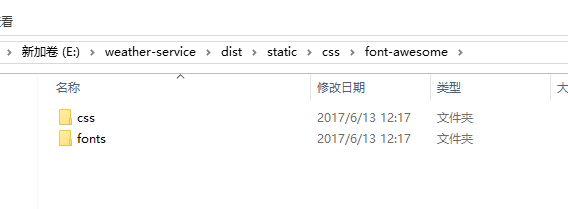 看
新加卷 (E:) > weather-service > dist > static > css > font-awesome >
名称 修改日期 类型
css 2017/6/13 12:17 文件夹
fonts 2017/6/13 12:17 文件夹